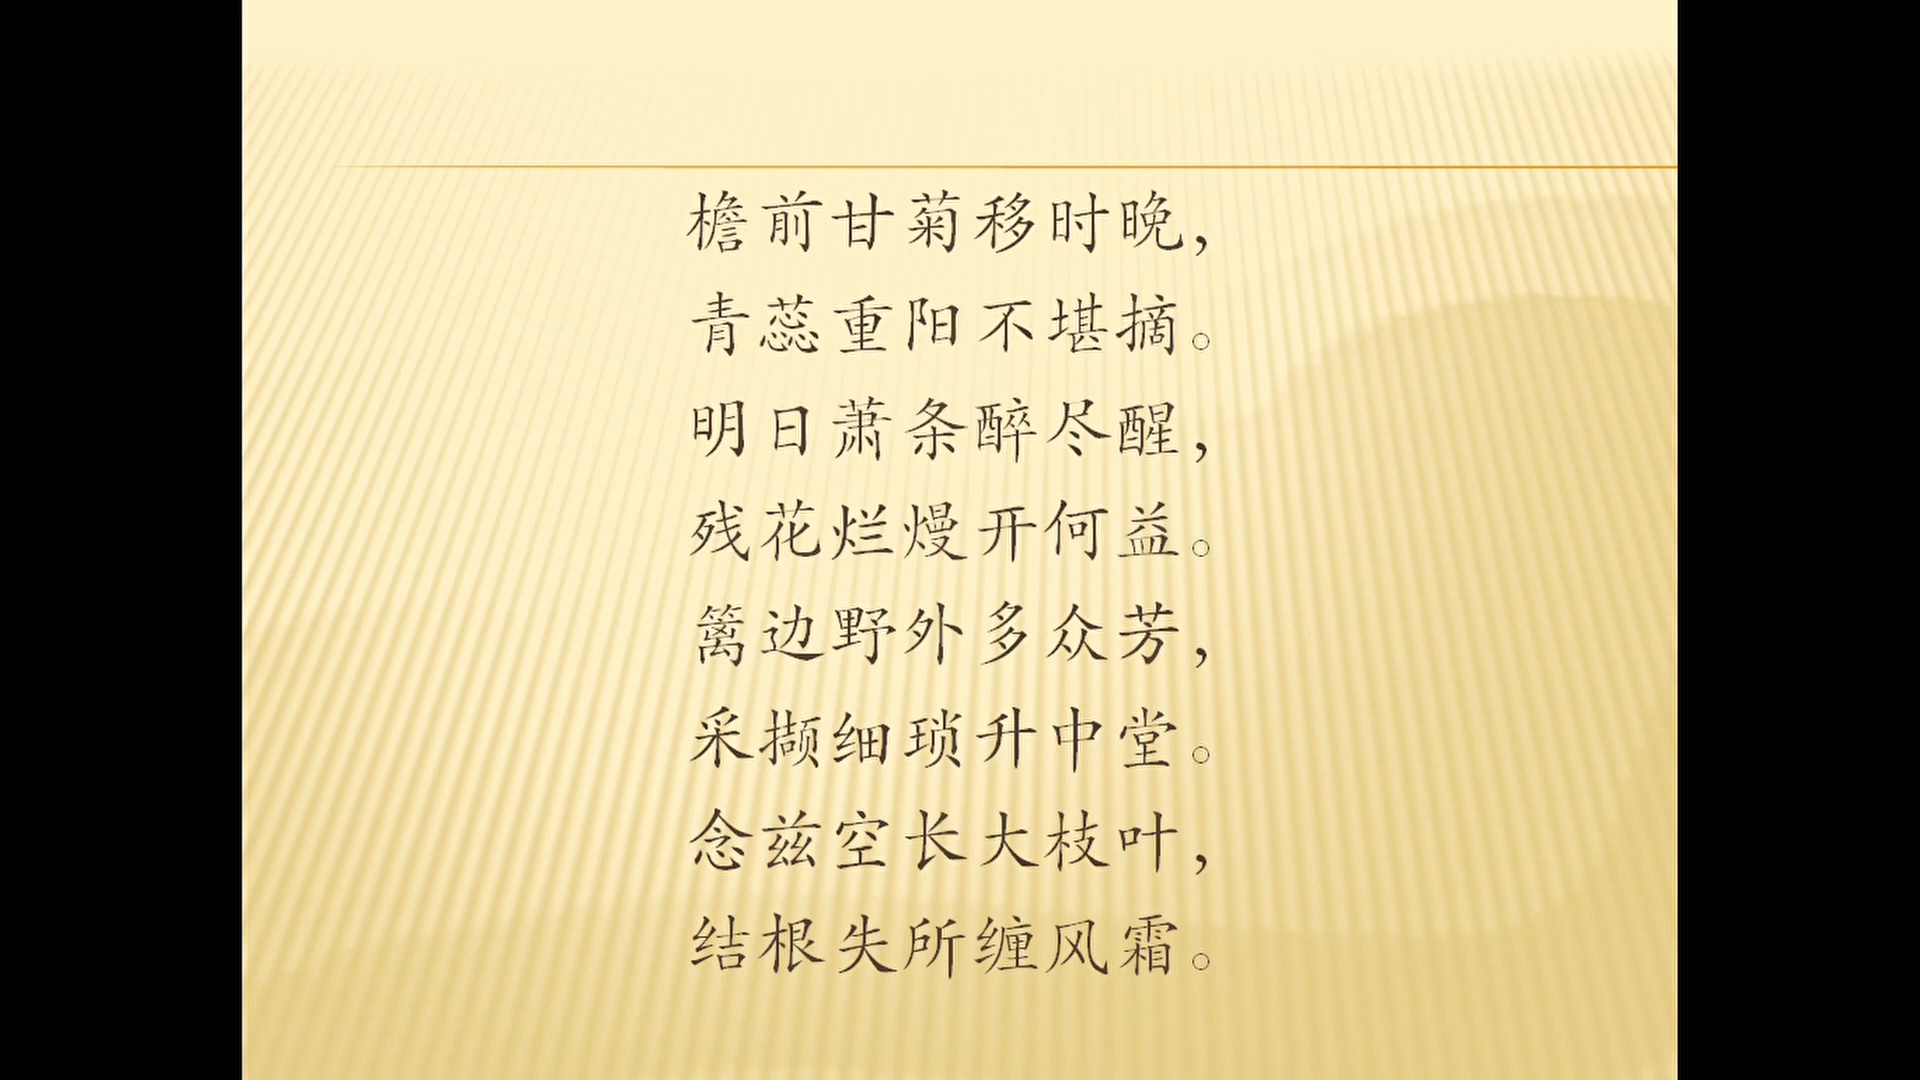 檐前甘菊移时晚，
青蕊重阳不堪摘。
明日萧条醉尽醒，
残花烂熳开何益。
篱边野外多众芳，
采撷细琐升中堂。
念兹空长大枝叶，
结根失所缠风霜。